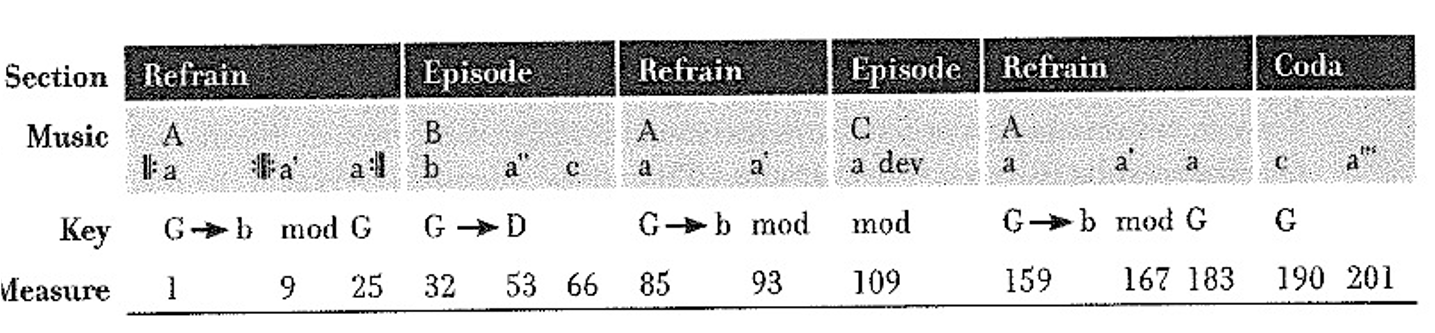 Section Refrain Episode Refrain Episode Refrain Coda
Music A B A C A
𝄆 a 𝄇𝄆 a' a 𝄇 b a" c a a' a dev a a' a c a'"
Key G → b mod G G → D G → b mod mod G → b mod G G
Measure 1 9 25 32 53 66 85 93 109 159 167 183 190 201